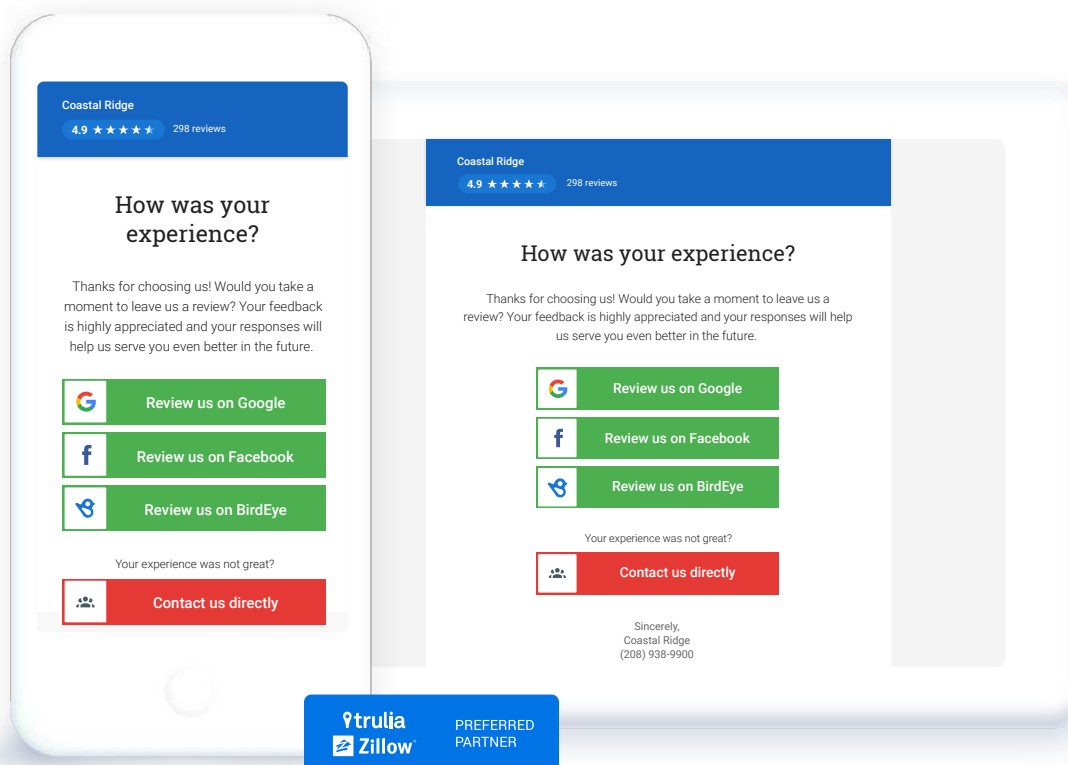 Coastal Ridge
4.9 ★★★★⯨ 298 reviews
How was your
experience?
Thanks for choosing us! Would you take a
moment to leave us a review? Your feedback
is highly appreciated and your responses will
help us serve you even better in the future.
Review us on Google
Review us on Facebook
Review us on BirdEye
Your experience was not great?
Contact us directly
Coastal Ridge
4.9 ★★★★⯨ 298 reviews
How was your experience?
Thanks for choosing us! Would you take a moment to leave us a
review? Your feedback is highly appreciated and your responses will help
us serve you even better in the future.
Review us on Google
Review us on Facebook
Review us on BirdEye
Your experience was not great?
Contact us directly
Sincerely,
Coastal Ridge
(208) 938-9900
trulia
Zillow
PREFERRED
PARTNER